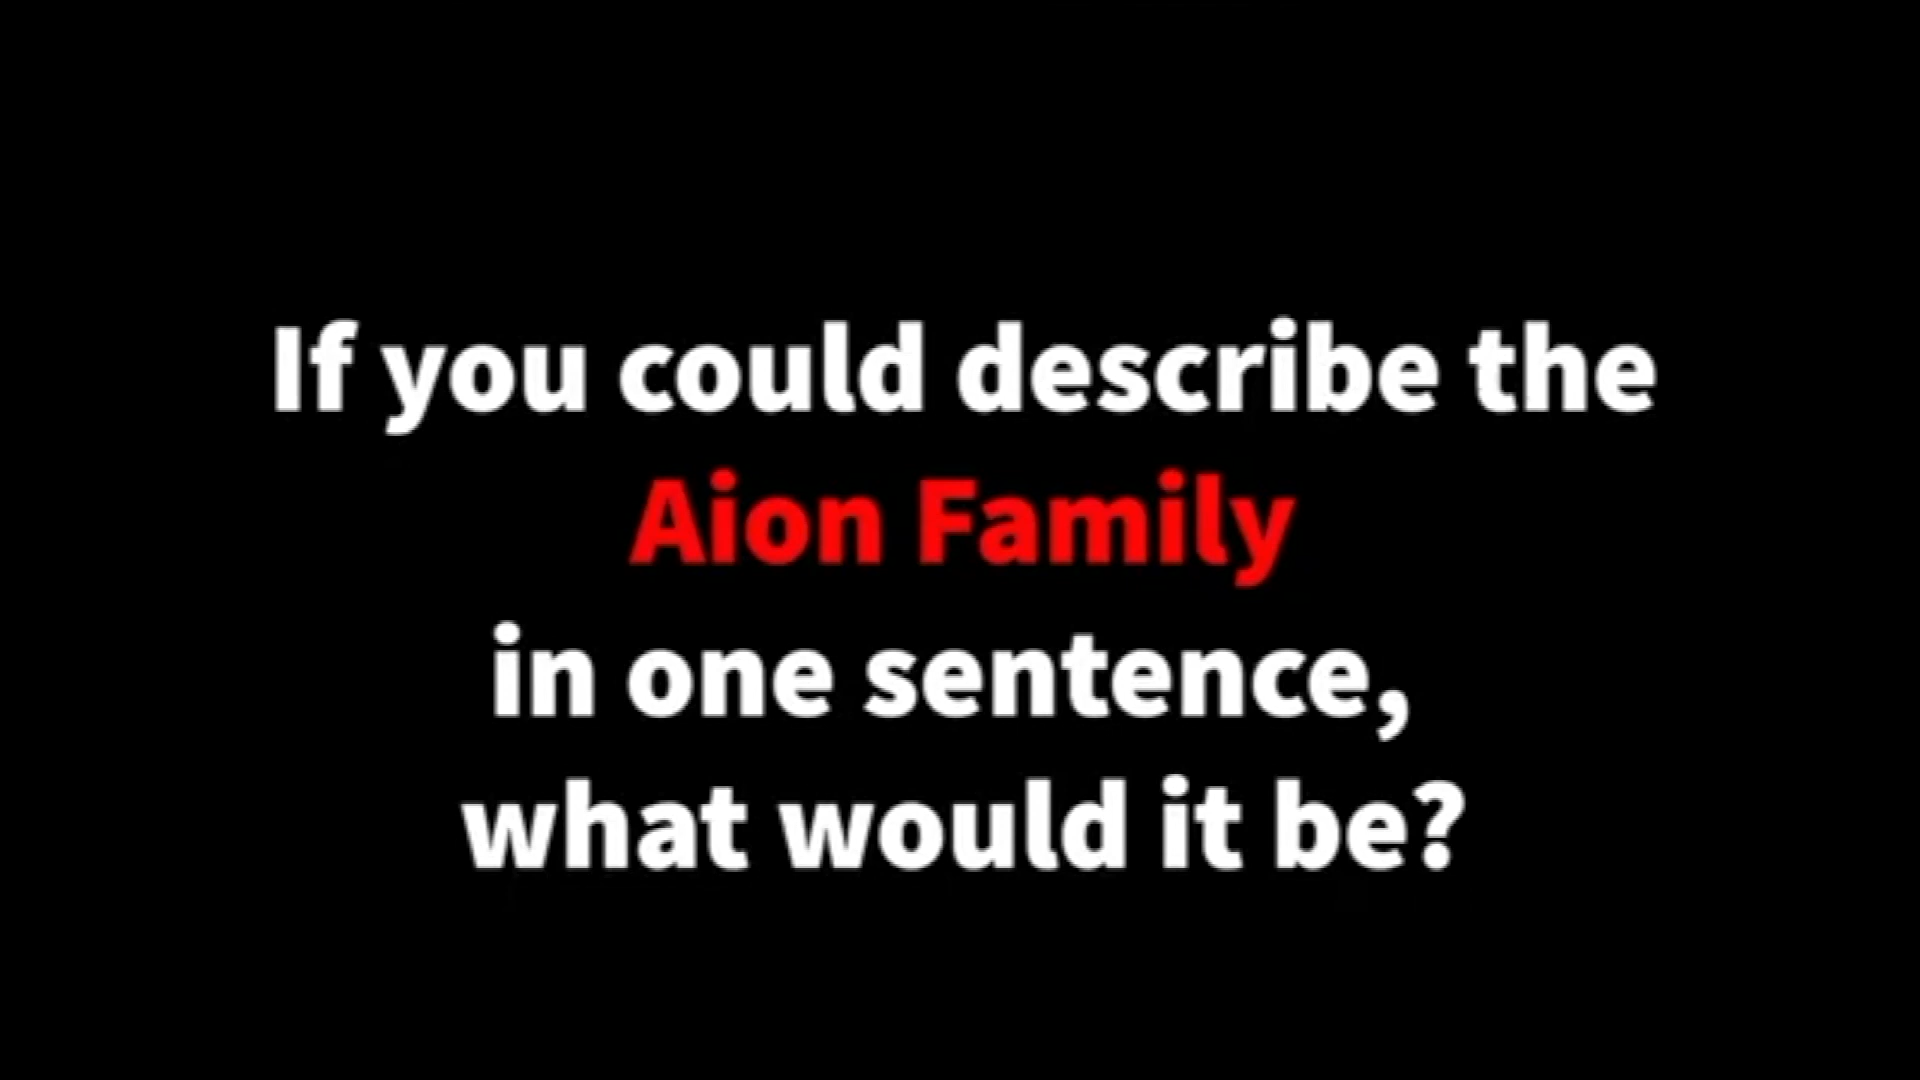 If you could describe the
Aion Family
in one sentence,
what would it be?